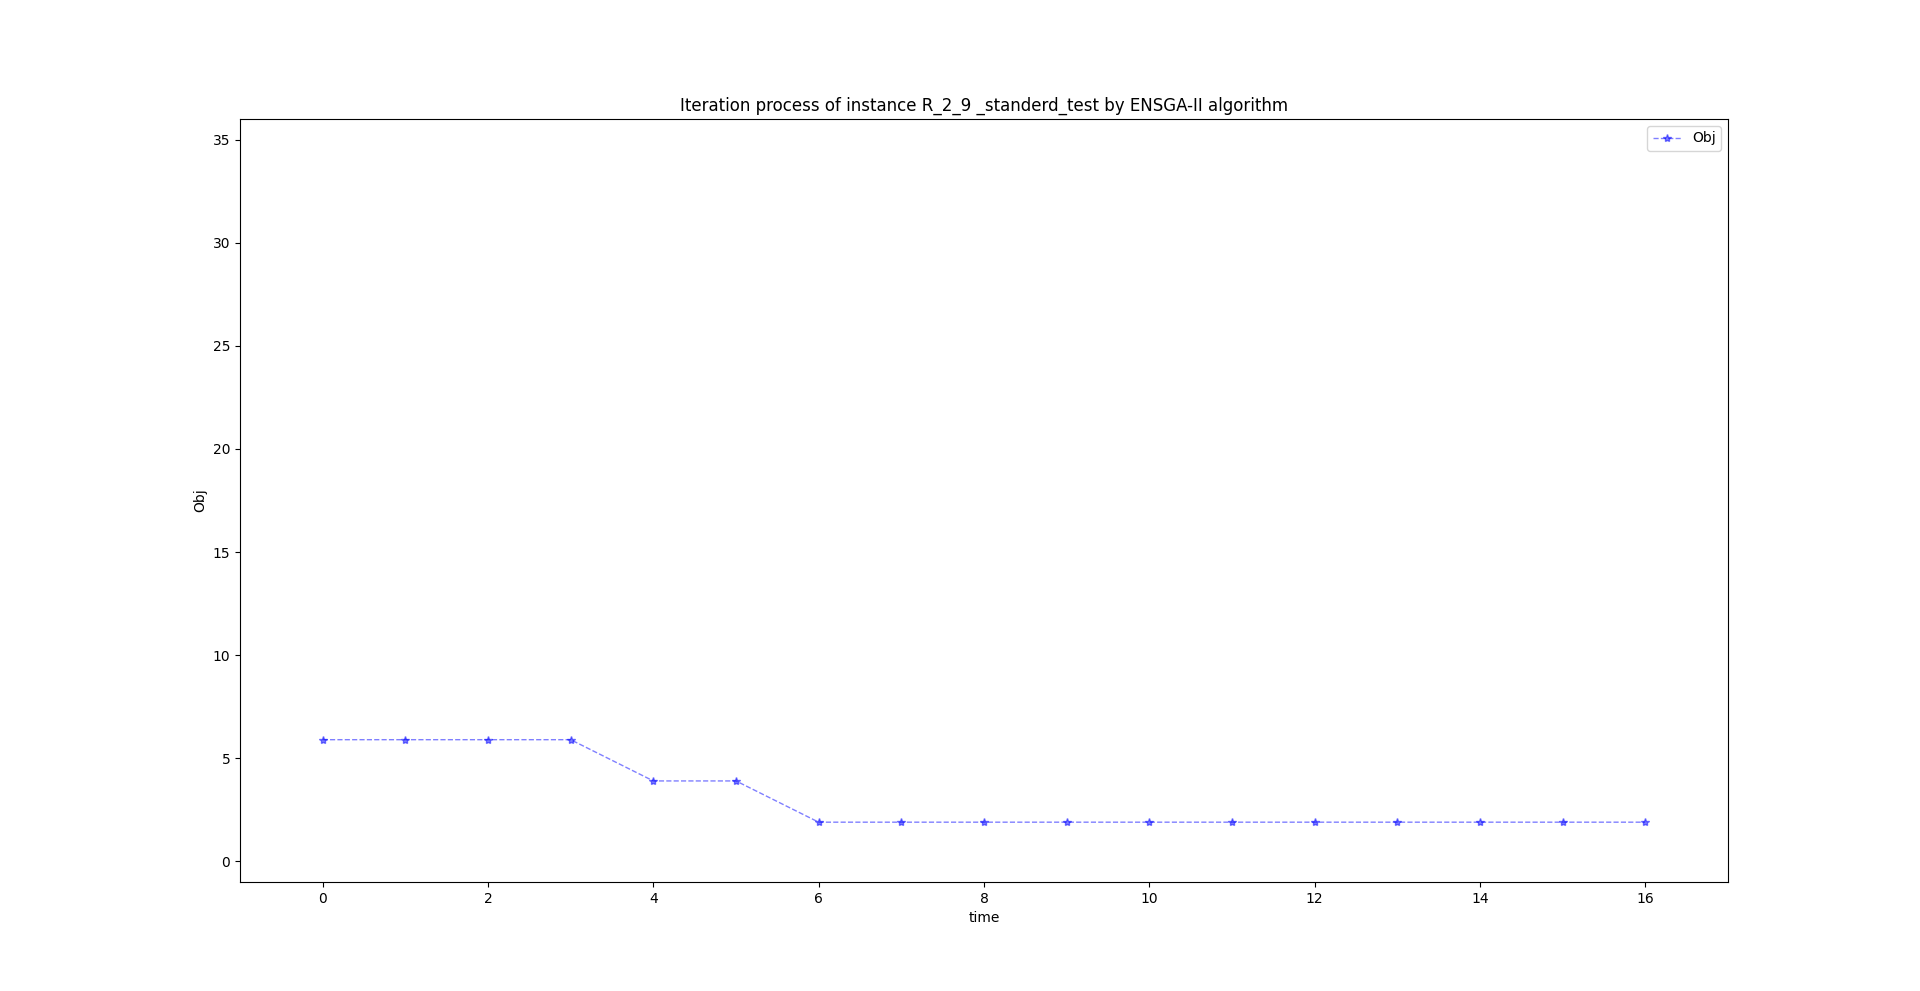 Iteration process of instance R_2_9 _standerd_test by ENSGA-II algorithm
Obj
35
30
25
20
15
10
5
0
Obj
0 2 4 6 8 10 12 14 16
time